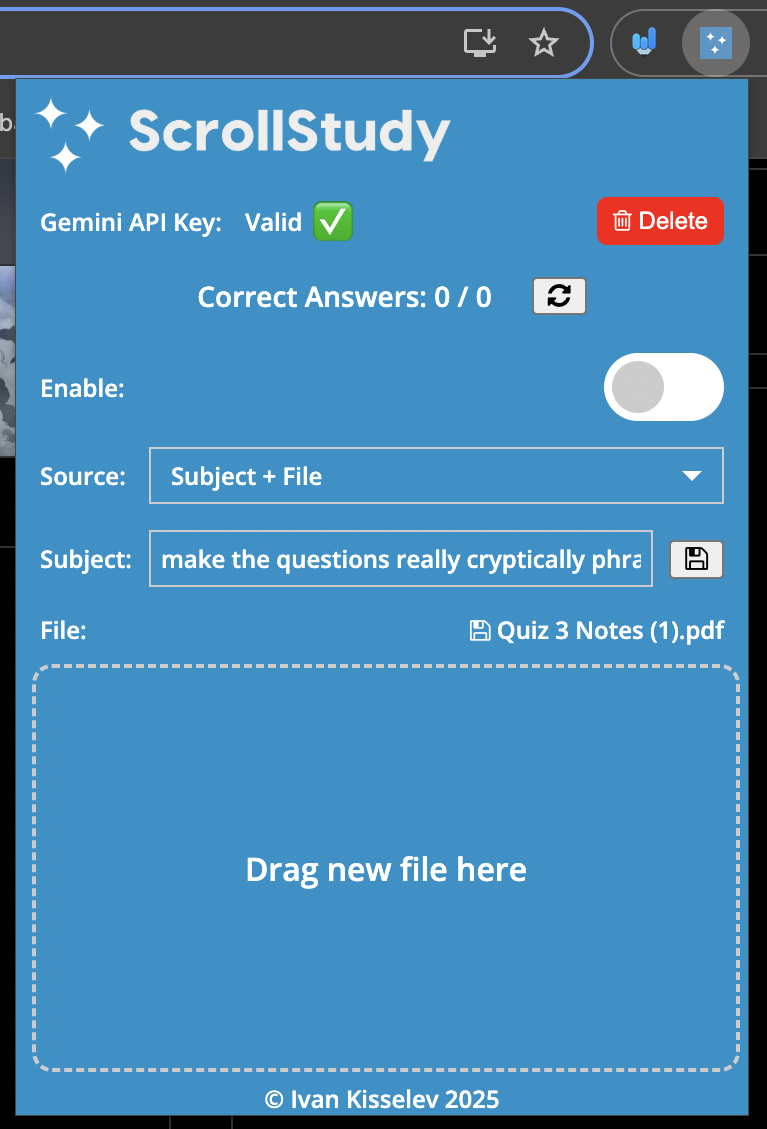 ScrollStudy
Gemini API Key: Valid
Delete
Correct Answers: 0 / 0
Enable:
Source: Subject + File
Subject: make the questions really cryptically phra
File: Quiz 3 Notes (1).pdf
Drag new file here
© Ivan Kisselev 2025